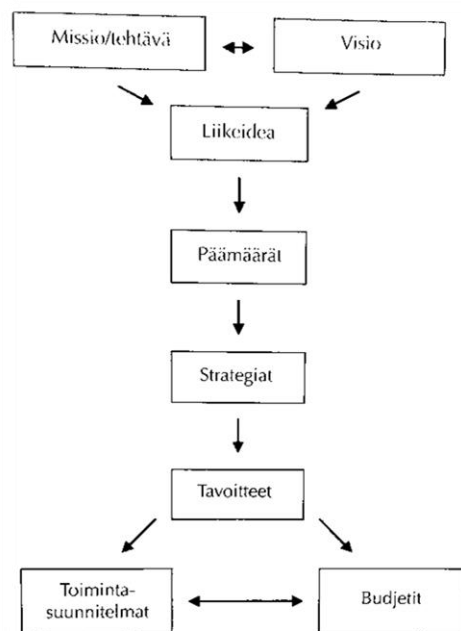 Missio/tehtävä
Visio
Liikeidea
Päämäärät
Strategiat
Tavoitteet
Toiminta-
suunnitelmat
Budjetit